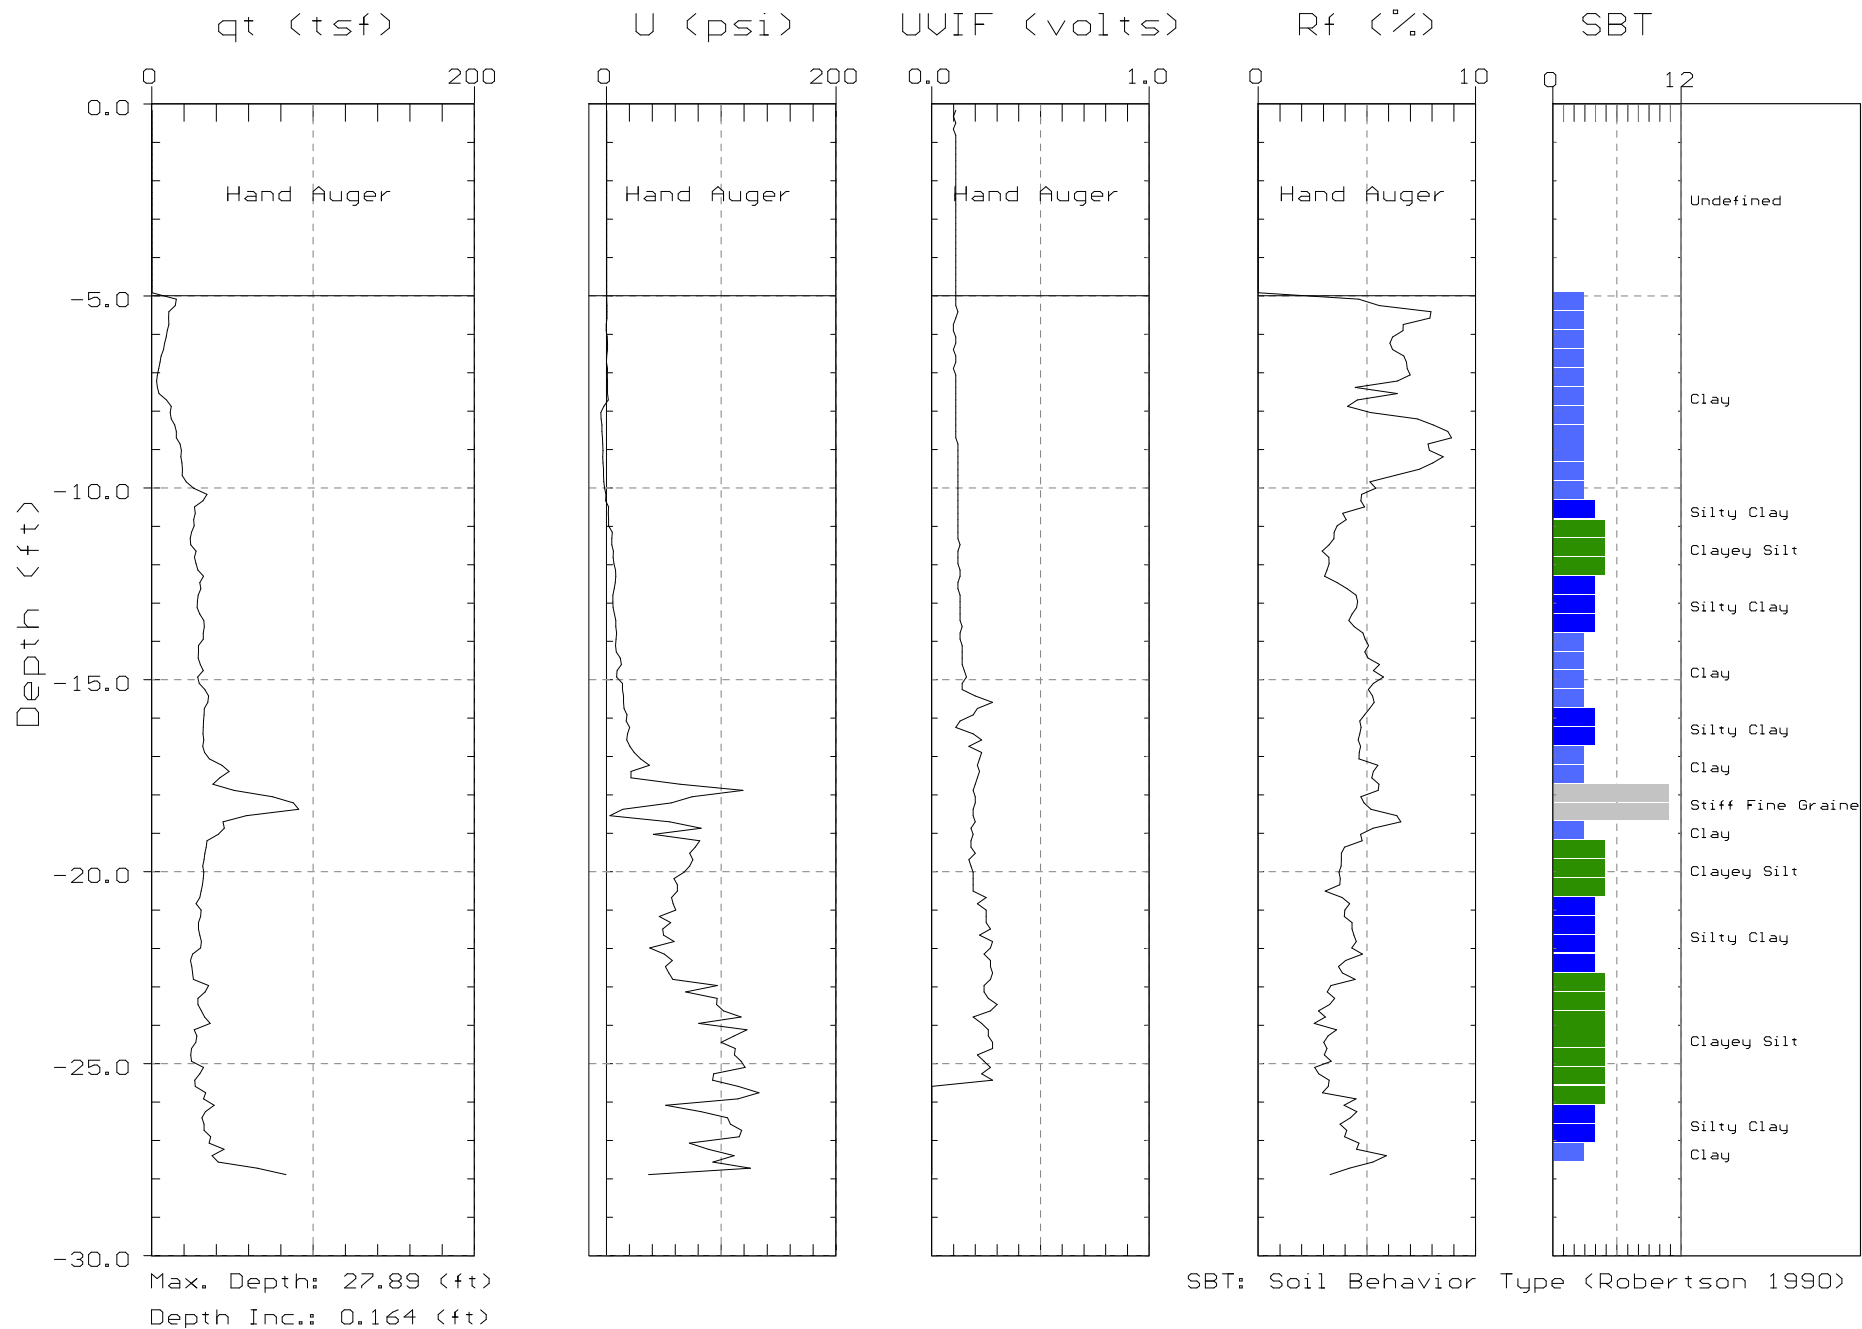 qt (tsf) U (psi) UVIF (volts) Rf (%) SBT
0 200 0 200 0.0 1.0 0 10 0 12
0.0
Hand Auger Hand Auger Hand Auger Hand Auger Undefined
-5.0
Clay
-10.0
Silty Clay
Clayey Silt
Silty Clay
Depth (ft)
Clay
-15.0
Silty Clay
Clay
Stiff Fine Graine
Clay
-20.0 Clayey Silt
Silty Clay
Clayey Silt
-25.0
Silty Clay
Clay
-30.0
Max. Depth: 27.89 (ft) SBT: Soil Behavior Type (Robertson 1990)
Depth Inc.: 0.164 (ft)